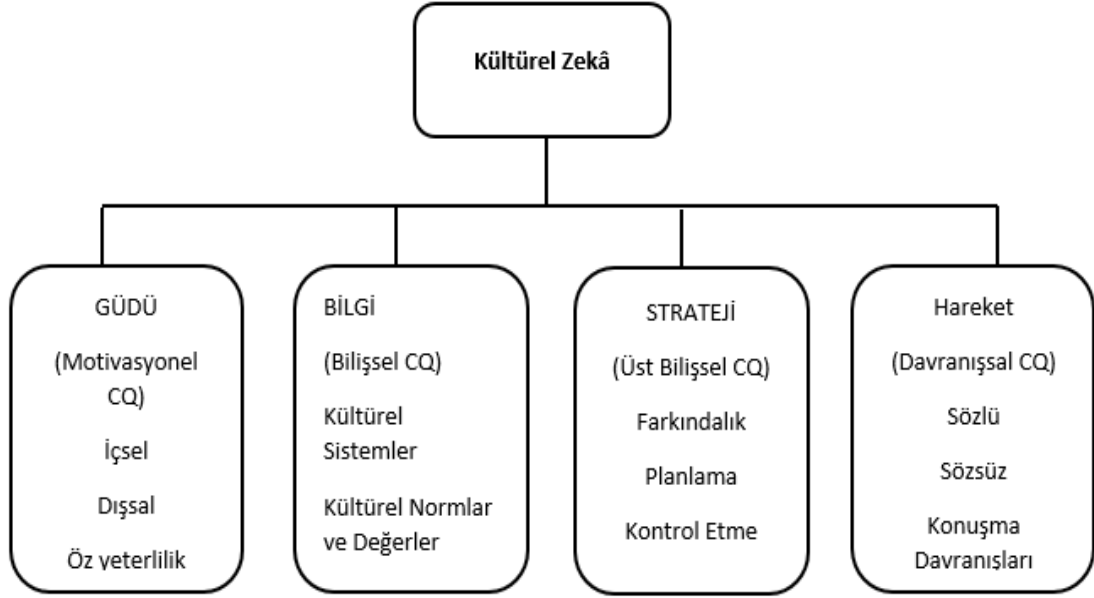 Kültürel Zekâ
GÜDÜ
(Motivasyonel
CQ)
İçsel
Dışsal
Öz yeterlilik
BİLGİ
(Bilişsel CQ)
Kültürel
Sistemler
Kültürel Normlar
ve Değerler
STRATEJİ
(Üst Bilişsel CQ)
Farkındalık
Planlama
Kontrol Etme
Hareket
(Davranışsal CQ)
Sözlü
Sözsüz
Konuşma
Davranışları